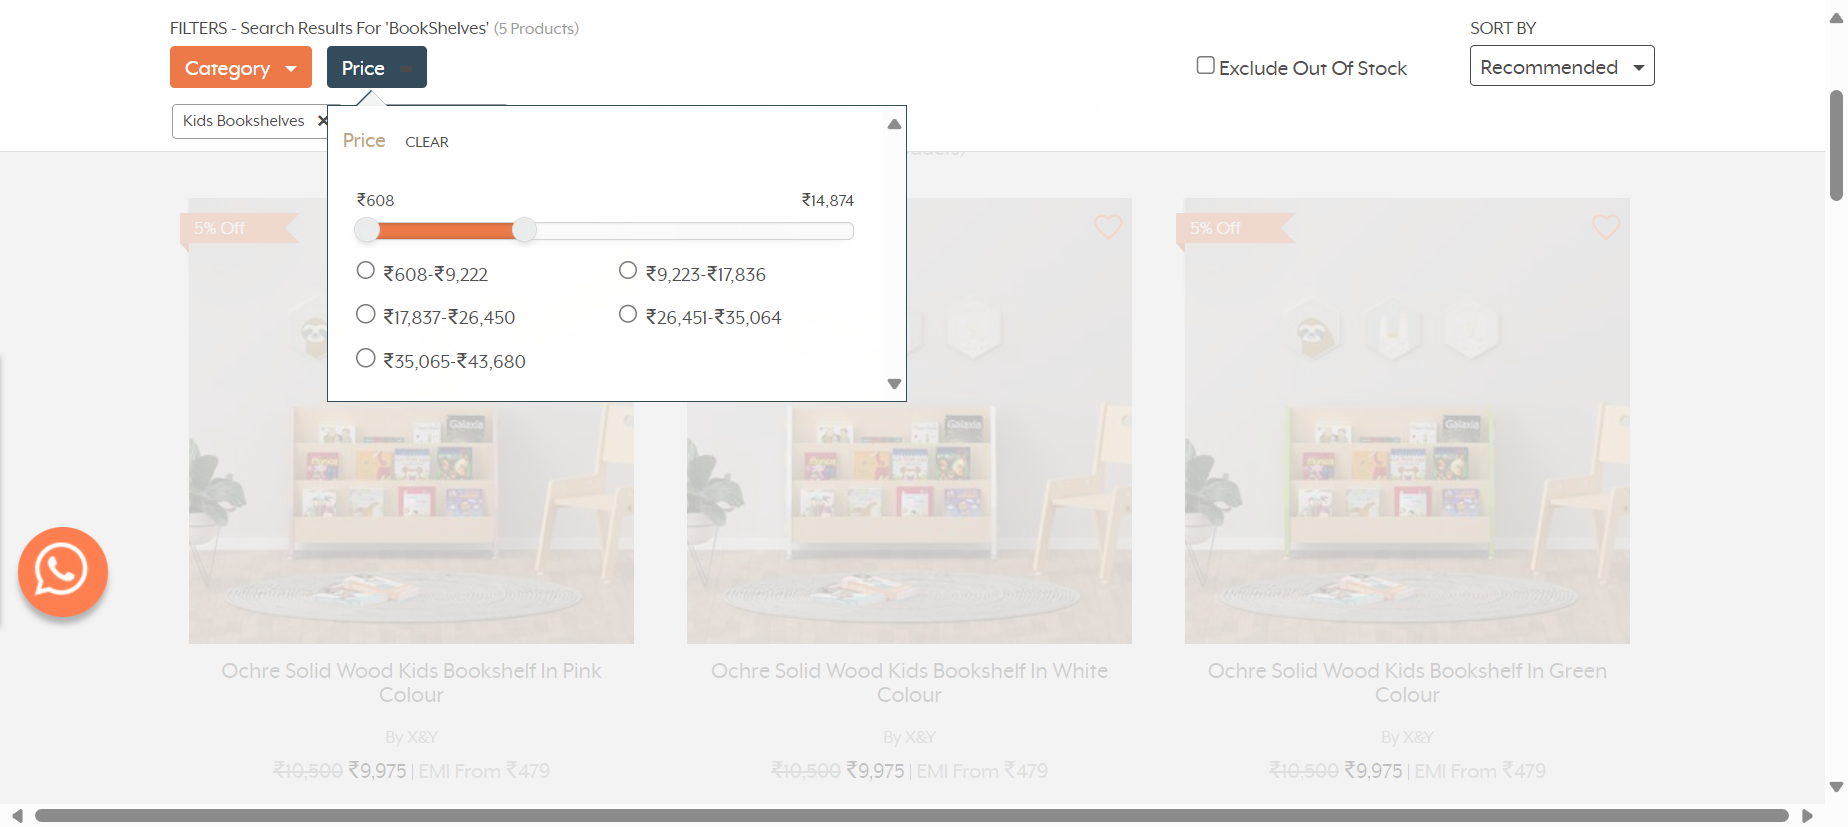 FILTERS - Search Results For 'BookShelves' (5 Products)
SORT BY
Category
Price
Exclude Out Of Stock
Recommended
Kids Bookshelves ✕
Price CLEAR
₹608
₹14,874
₹608-₹9,222
₹9,223-₹17,836
₹17,837-₹26,450
₹26,451-₹35,064
₹35,065-₹43,680
5% Off
5% Off
Galaxia
Galaxia
Galaxia
Ochre Solid Wood Kids Bookshelf In Pink
Colour
By X&Y
₹10,500 ₹9,975 | EMI From ₹479
Ochre Solid Wood Kids Bookshelf In White
Colour
By X&Y
₹10,500 ₹9,975 | EMI From ₹479
Ochre Solid Wood Kids Bookshelf In Green
Colour
By X&Y
₹10,500 ₹9,975 | EMI From ₹479